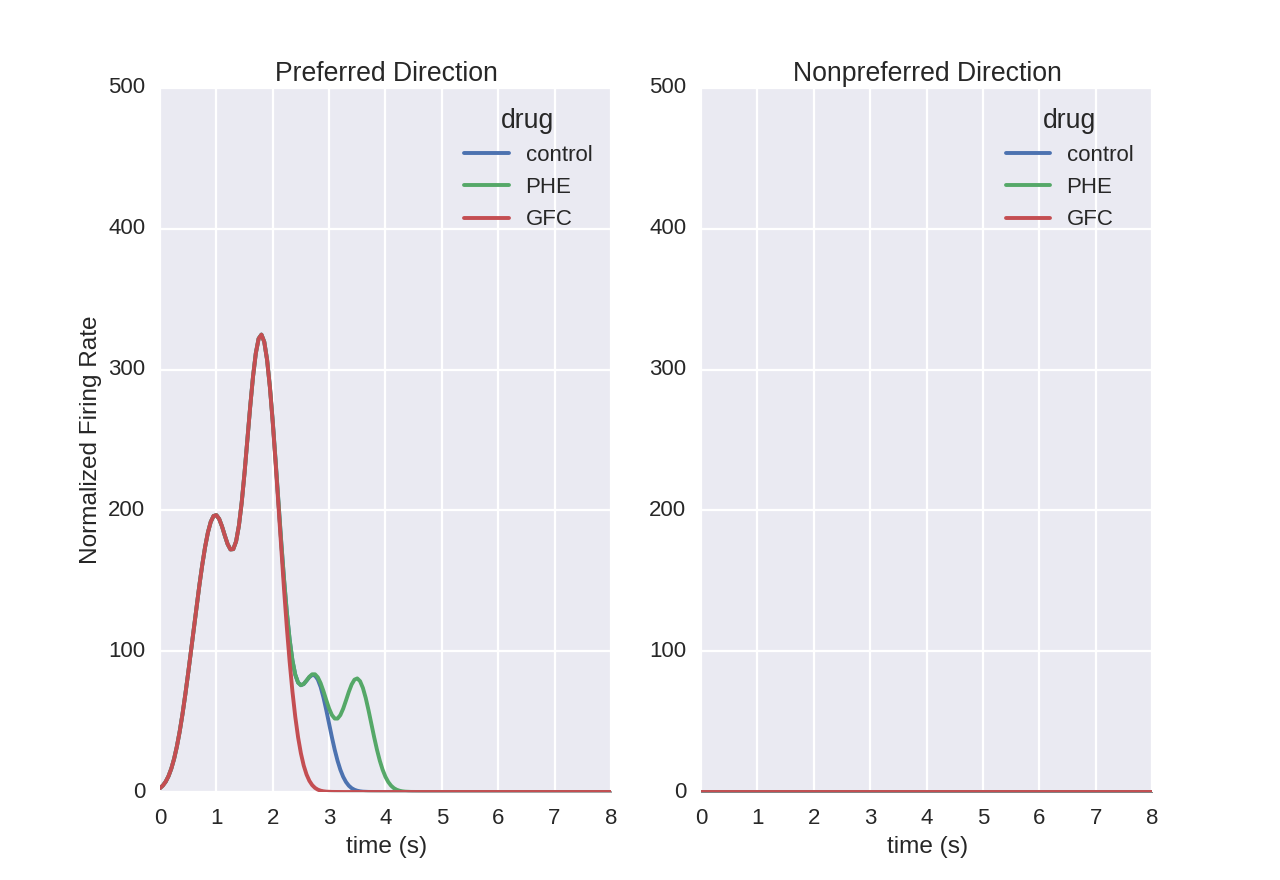 Preferred Direction
500
400
300
200
100
0
Normalized Firing Rate
drug
control
PHE
GFC
0 1 2 3 4 5 6 7 8
time (s)
Nonpreferred Direction
500
400
300
200
100
0
drug
control
PHE
GFC
0 1 2 3 4 5 6 7 8
time (s)